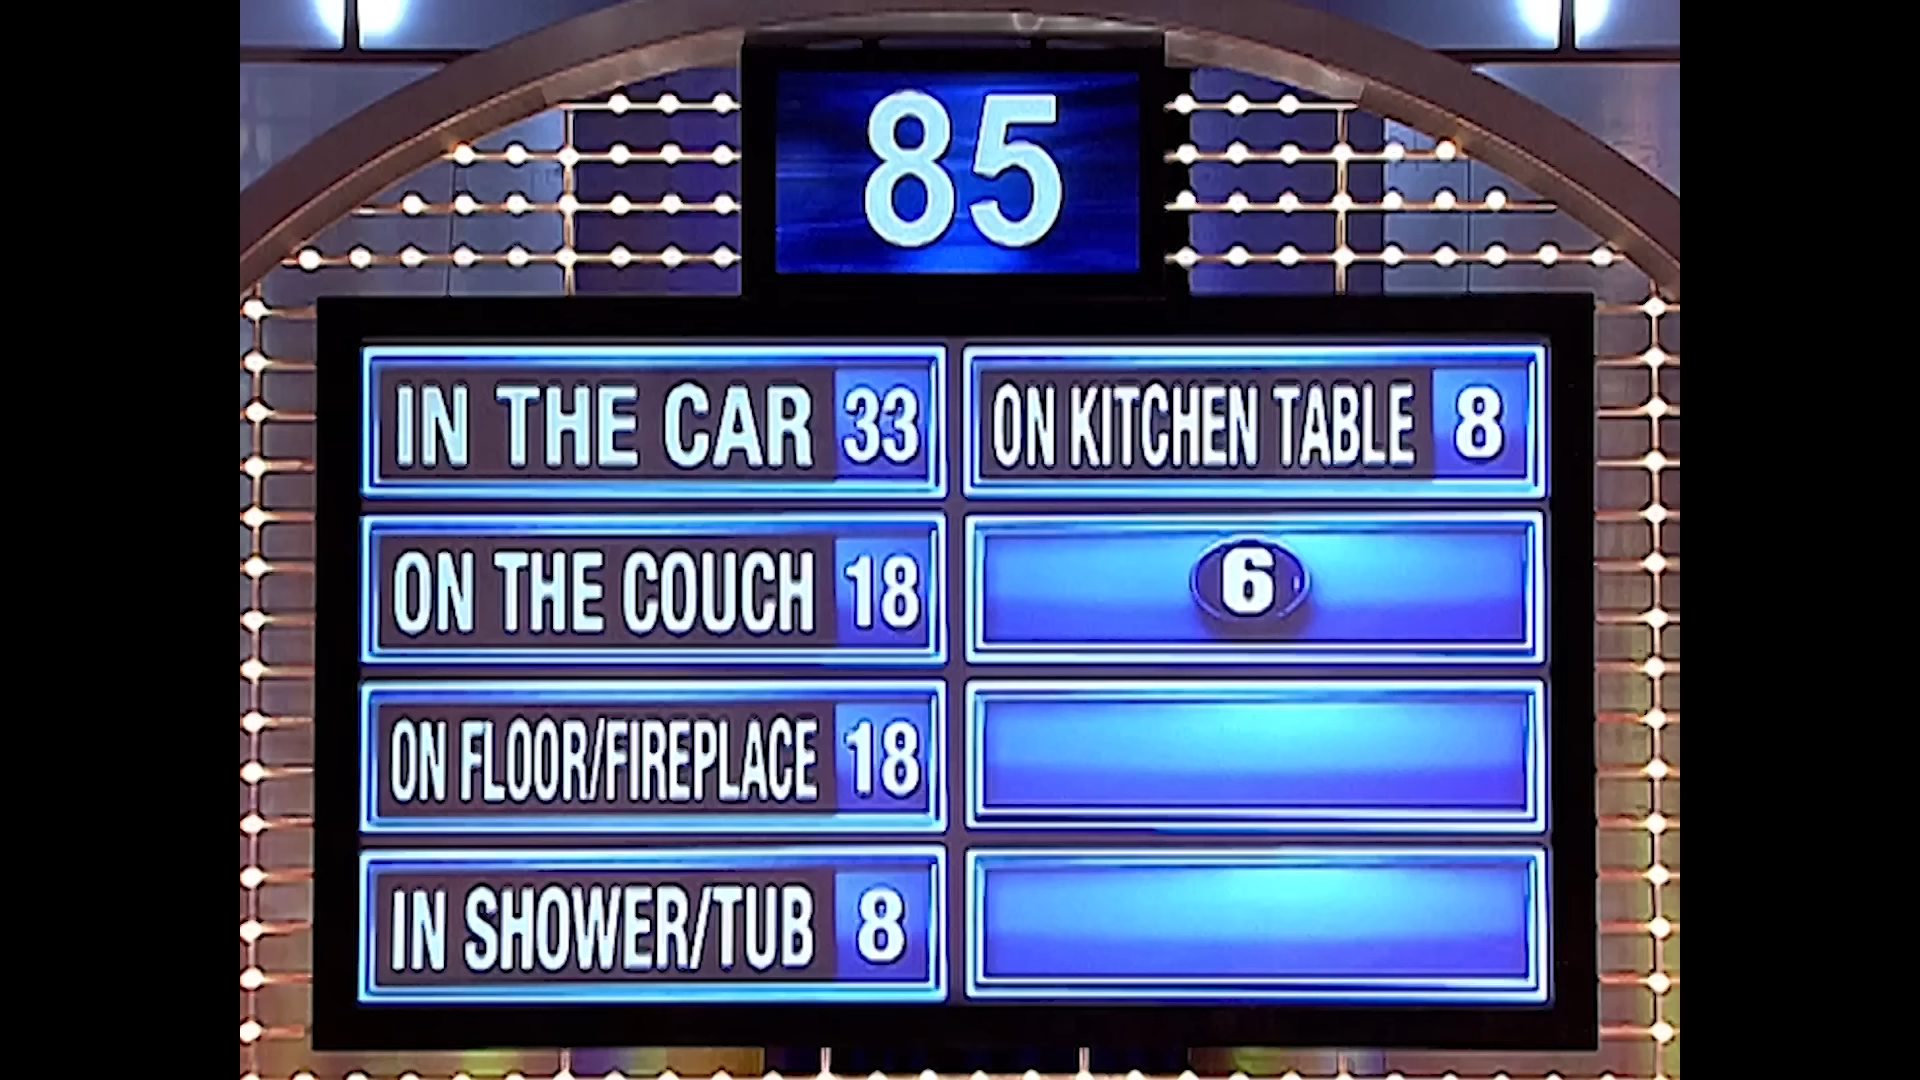 85
IN THE CAR 33
ON THE COUCH 18
ON FLOOR/FIREPLACE 18
IN SHOWER/TUB 8
ON KITCHEN TABLE 8
6